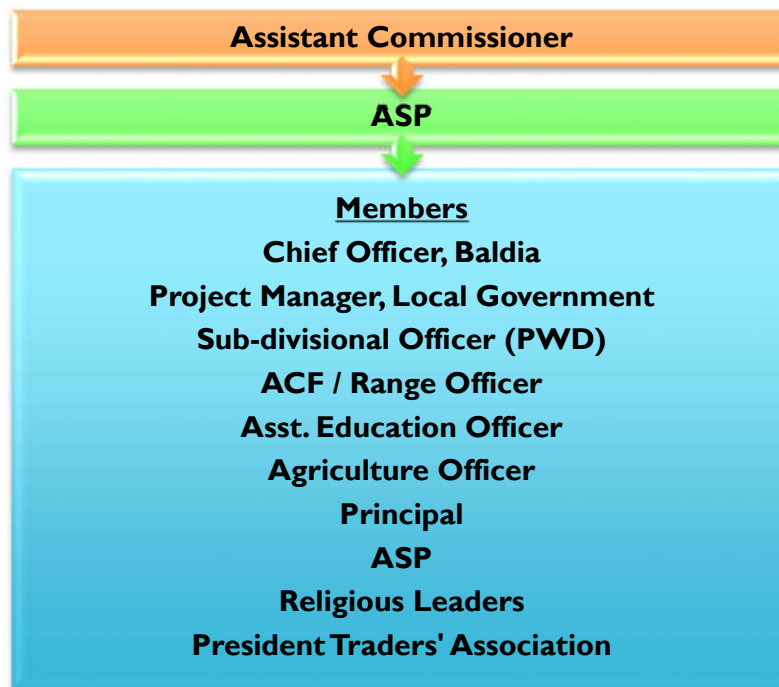 Assistant Commissioner
ASP
Members
Chief Officer, Baldia
Project Manager, Local Government
Sub-divisional Officer (PWD)
ACF / Range Officer
Asst. Education Officer
Agriculture Officer
Principal
ASP
Religious Leaders
President Traders' Association